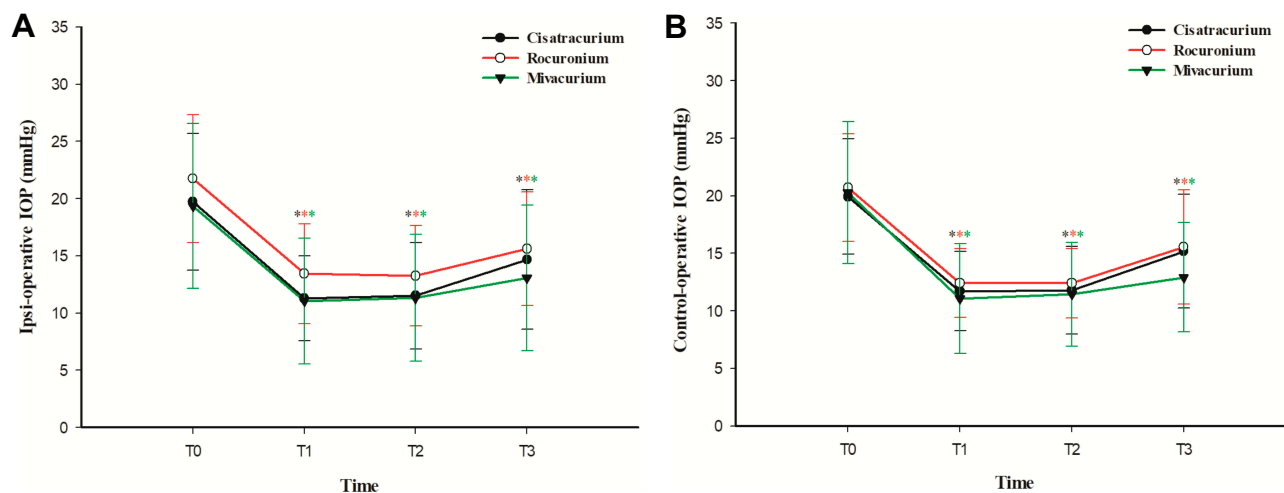 A
Cisatracurium
Rocuronium
Mivacurium
Ipsi-operative IOP (mmHg)
35
30
25
20
15
10
5
0
***
***
***
T0
T1
T2
T3
Time
B
Cisatracurium
Rocuronium
Mivacurium
Control-operative IOP (mmHg)
35
30
25
20
15
10
5
0
***
***
***
T0
T1
T2
T3
Time